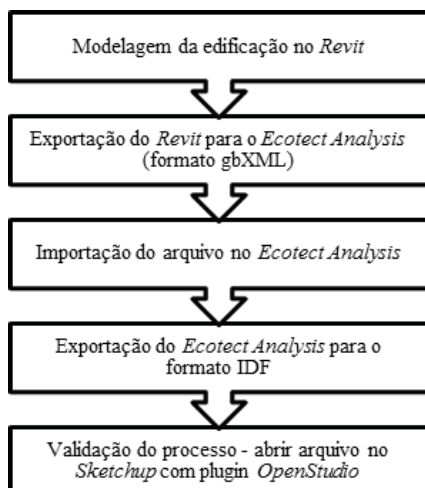 Modelagem da edificação no Revit
Exportação do Revit para o Ecotect Analysis
(formato gbXML)
Importação do arquivo no Ecotect Analysis
Exportação do Ecotect Analysis para o
formato IDF
Validação do processo - abrir arquivo no
Sketchup com plugin OpenStudio